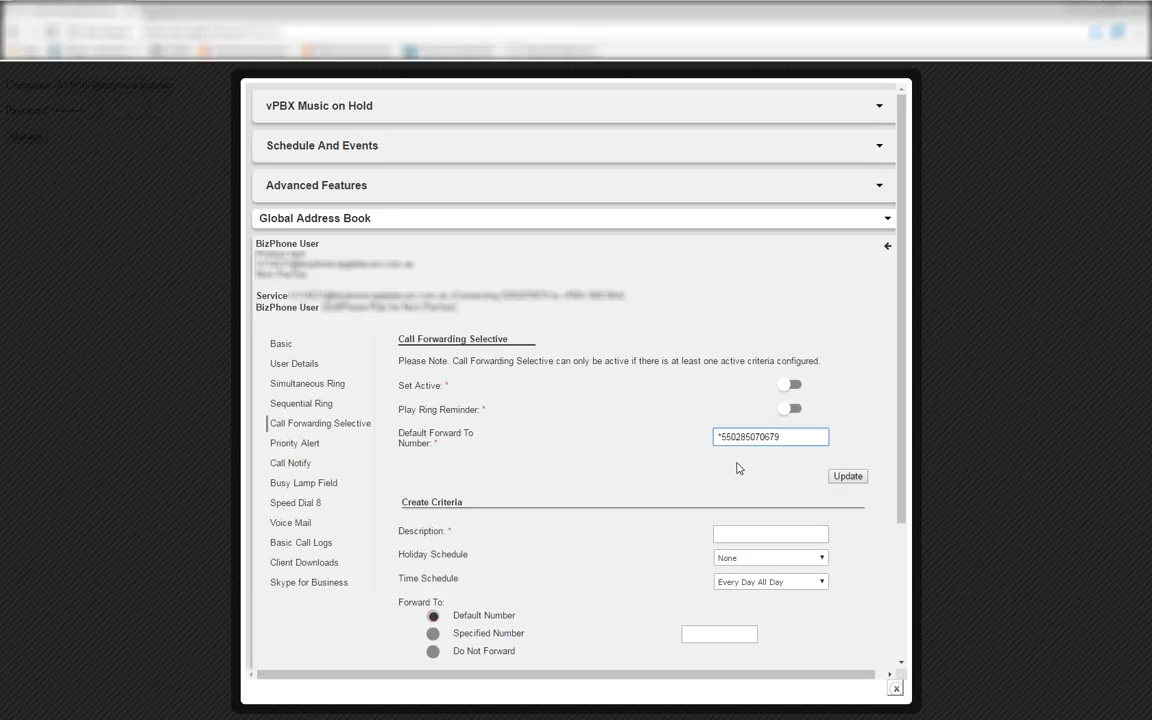 vPBX Music on Hold
Schedule And Events
Advanced Features
Global Address Book
BizPhone User
Service
BizPhone User
Basic
User Details
Simultaneous Ring
Sequential Ring
Call Forwarding Selective
Priority Alert
Call Notify
Busy Lamp Field
Speed Dial 8
Voice Mail
Basic Call Logs
Client Downloads
Skype for Business
Call Forwarding Selective
Please Note. Call Forwarding Selective can only be active if there is at least one active criteria configured.
Set Active: *
Play Ring Reminder: *
Default Forward To
Number: *
*550285070679
Update
Create Criteria
Description: *
Holiday Schedule
None
Time Schedule
Every Day All Day
Forward To:
Default Number
Specified Number
Do Not Forward
x
Username:
Password:
Manage